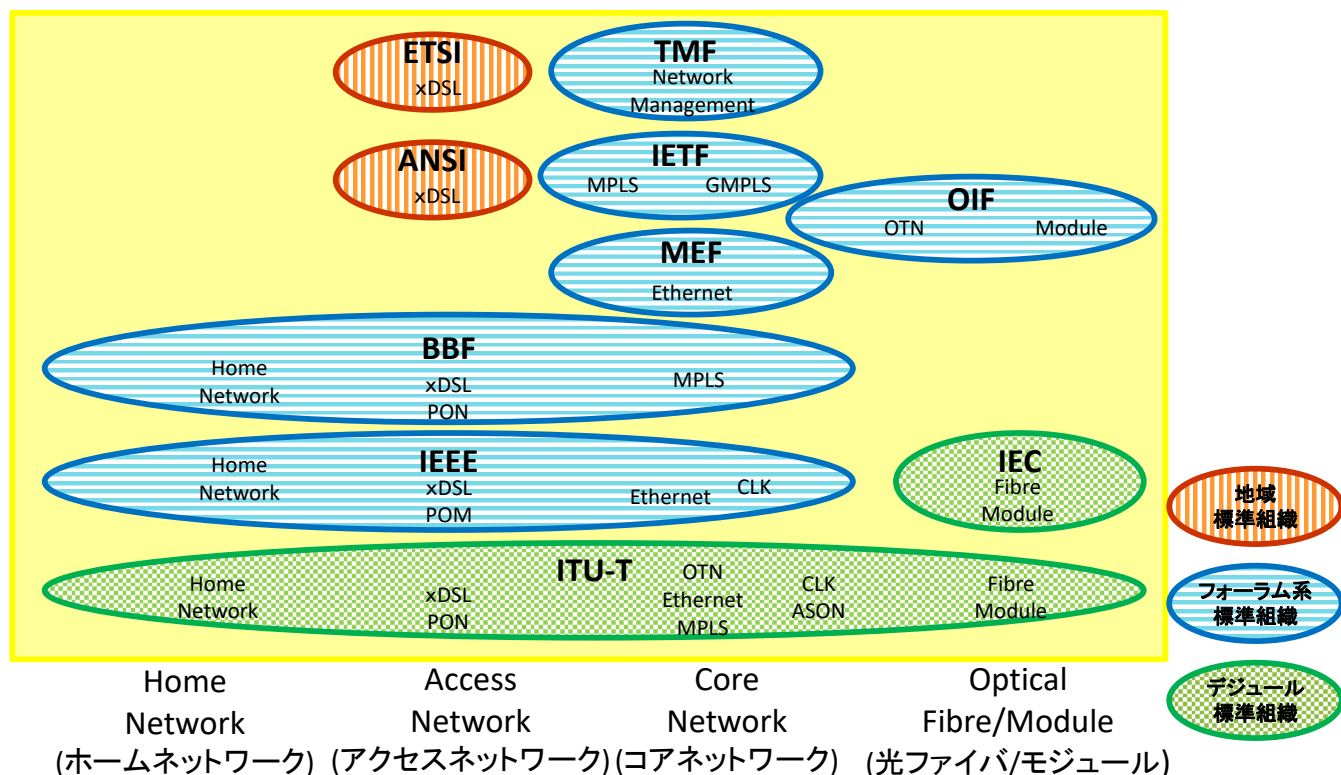 ETSI
xDSL
TMF
Network
Management
ANSI
xDSL
IETF
MPLS GMPLS
OIF
OTN Module
MEF
Ethernet
BBF
Home
Network
xDSL
PON
MPLS
IEEE
Home
Network
xDSL
POM
Ethernet
CLK
IEC
Fibre
Module
ITU-T
Home
Network
xDSL
PON
OTN
Ethernet
MPLS
CLK
ASON
Fibre
Module
地域
標準組織
フォーラム系
標準組織
デジュール
標準組織
Home
Network
(ホームネットワーク)
Access
Network
(アクセスネットワーク)
Core
Network
(コアネットワーク)
Optical
Fibre/Module
(光ファイバ/モジュール)